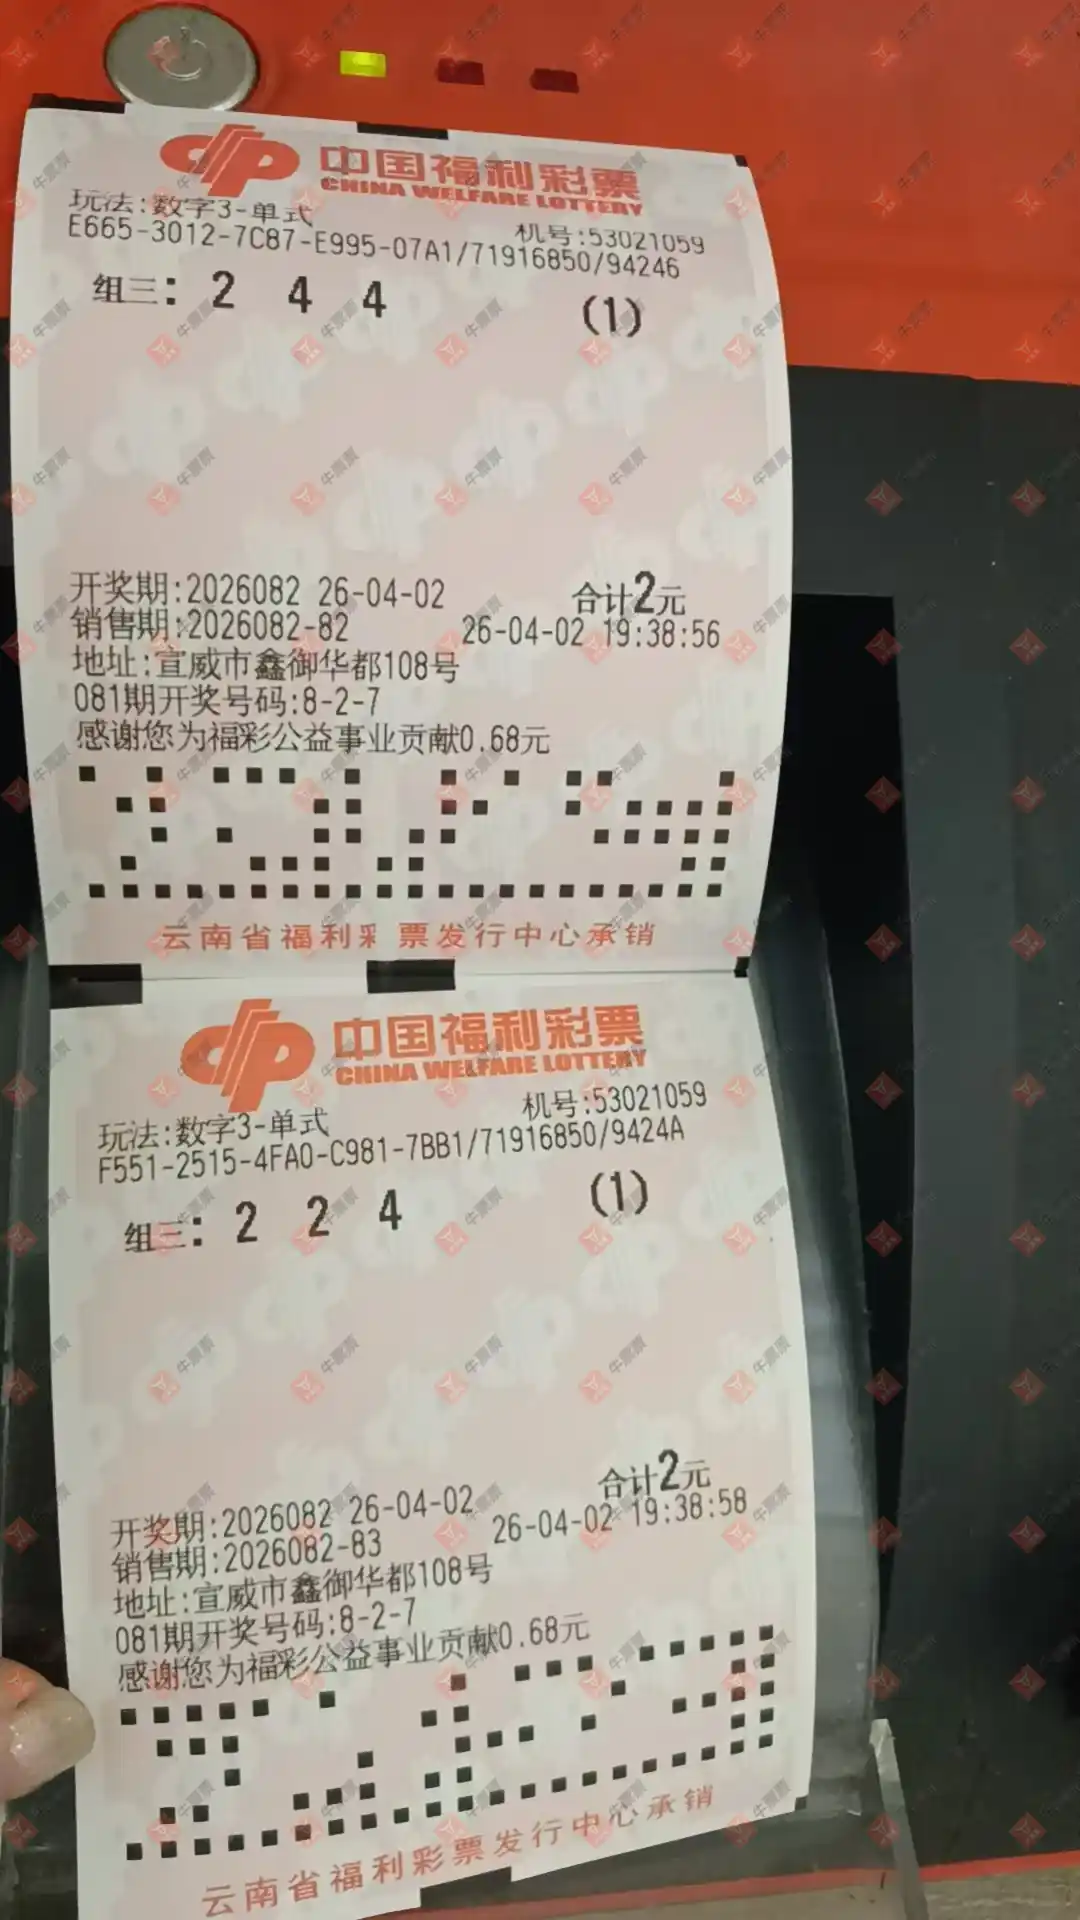 中国福利彩票
CHINA WELFARE LOTTERY
玩法:数字3-单式
机号:53021059
E665-3012-7C87-E995-07A1/71916850/94246
组三: 2 4 4 (1)
开奖期:2026082 26-04-02 合计2元
销售期:2026082-82 26-04-02 19:38:56
地址:宣威市鑫御华都108号
081期开奖号码:8-2-7
感谢您为福彩公益事业贡献0.68元
云南省福利彩票发行中心承销
中国福利彩票
CHINA WELFARE LOTTERY
玩法:数字3-单式
机号:53021059
F551-2515-4FA0-C981-7BB1/71916850/9424A
组三: 2 2 4 (1)
开奖期:2026082 26-04-02 合计2元
销售期:2026082-83 26-04-02 19:38:58
地址:宣威市鑫御华都108号
081期开奖号码:8-2-7
感谢您为福彩公益事业贡献0.68元
云南省福利彩票发行中心承销